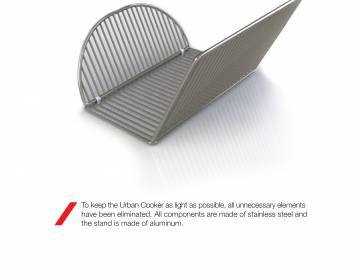 To keep the Urban Cooker as light as possible, all unnecessary elements
have been eliminated. All components are made of stainless steel and
the stand is made of aluminum.